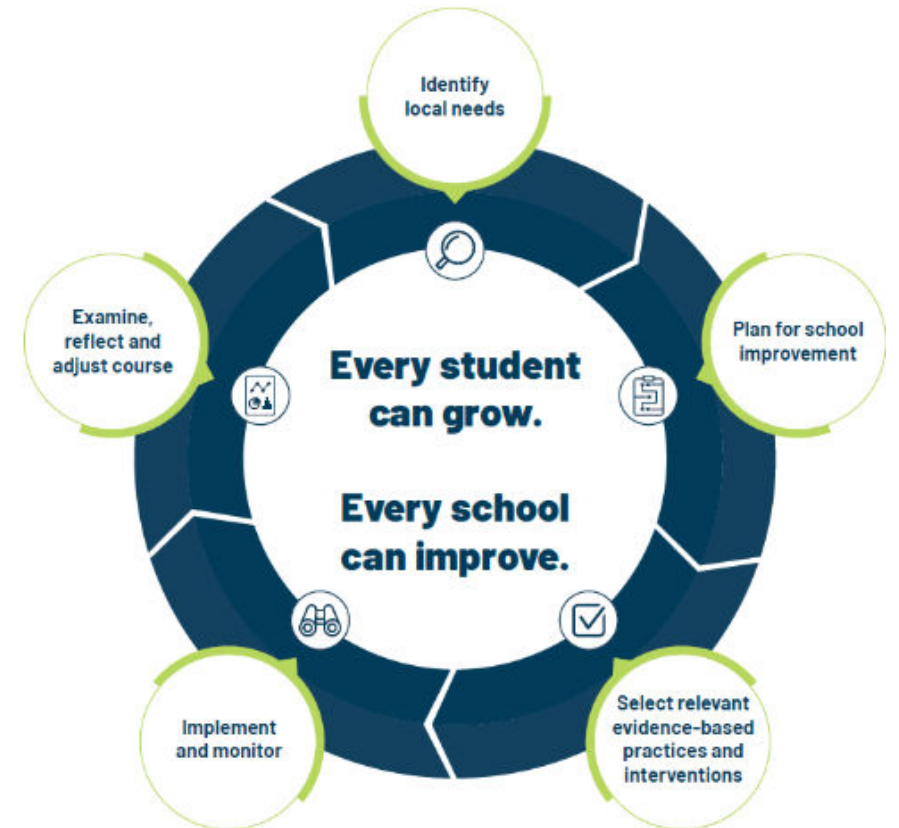 Identify
local needs
Plan for school
improvement
Select relevant
evidence-based
practices and
interventions
Implement
and monitor
Examine,
reflect and
adjust course
Every student
can grow.
Every school
can improve.